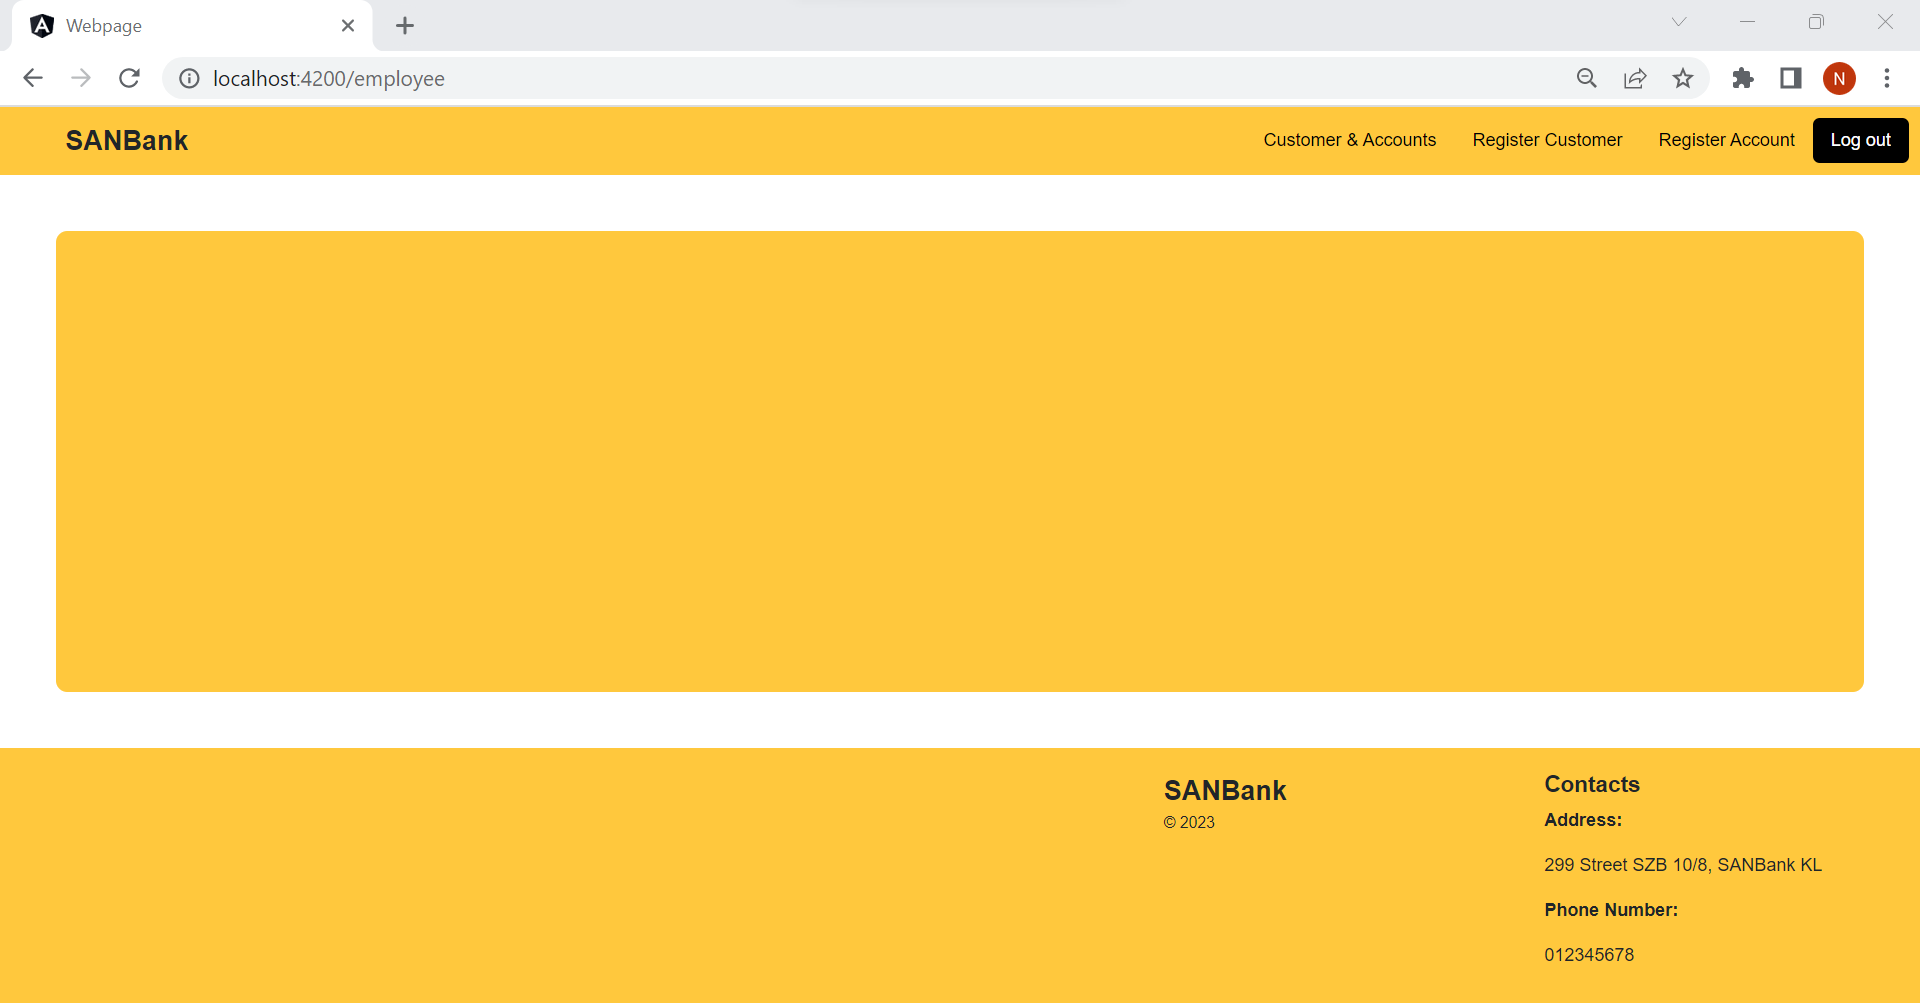 Webpage
localhost:4200/employee
N
SANBank
Customer & Accounts
Register Customer
Register Account
Log out
SANBank
© 2023
Contacts
Address:
299 Street SZB 10/8, SANBank KL
Phone Number:
012345678